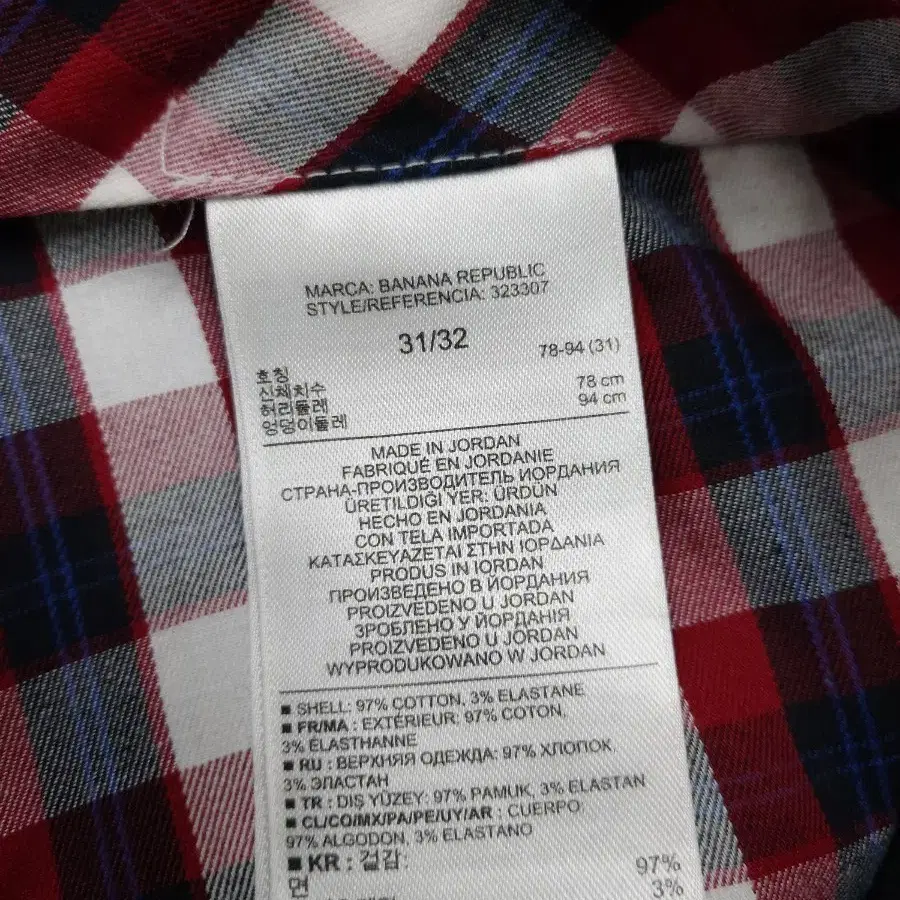 MARCA: BANANA REPUBLIC
STYLE/REFERENCIA: 323307
31/32
호칭 78-94 (31)
신체치수
허리둘레 78 cm
엉덩이둘레 94 cm
MADE IN JORDAN
FABRIQUÉ EN JORDANIE
СТРАНА-ПРОИЗВОДИТЕЛЬ ИОРДАНИЯ
ÜRETILDIGI YER: ÜRDÜN
HECHO EN JORDANIA
CON TELA IMPORTADA
ΚΑΤΑΣΚΕΥΑΖΕΤΑΙ ΣΤΗΝ ΙΟΡΔΑΝΙΑ
PRODUS IN IORDAN
ПРОИЗВЕДЕНО В ИОРДАНИЯ
PROIZVEDENO U JORDAN
ЗРОБЛЕНО У ЙОРДАНІЯ
PROIZVEDENO U JORDAN
WYPRODUKOWANO W JORDAN
■ SHELL: 97% COTTON, 3% ELASTANE
■ FR/MA : EXTÉRIEUR: 97% COTON,
3% ÉLASTHANNE
■ RU : ВЕРХНЯЯ ОДЕЖДА: 97% ХЛОПОК,
3% ЭЛАСТАН
■ TR : DIŞ YÜZEY: 97% PAMUK, 3% ELASTAN
■ CL/CO/MX/PA/PE/UY/AR : CUERPO:
97% ALGODON, 3% ELASTANO
■ KR : 겉감:
면 97%
3%